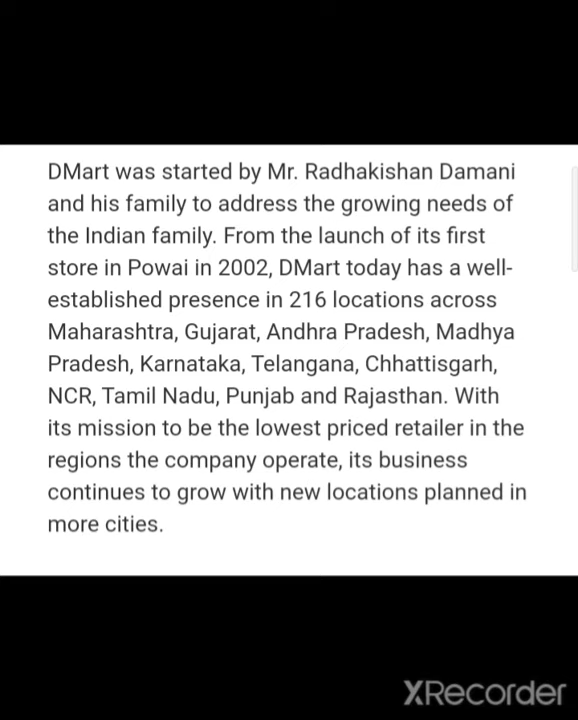 DMart was started by Mr. Radhakishan Damani
and his family to address the growing needs of
the Indian family. From the launch of its first
store in Powai in 2002, DMart today has a well-
established presence in 216 locations across
Maharashtra, Gujarat, Andhra Pradesh, Madhya
Pradesh, Karnataka, Telangana, Chhattisgarh,
NCR, Tamil Nadu, Punjab and Rajasthan. With
its mission to be the lowest priced retailer in the
regions the company operate, its business
continues to grow with new locations planned in
more cities.
XRecorder